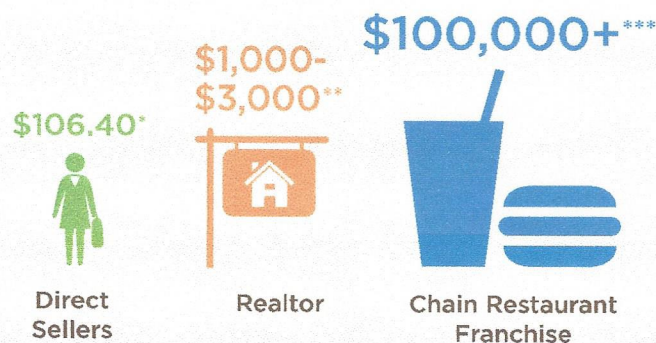 $106.40*
Direct
Sellers
$1,000-
$3,000**
Realtor
$100,000+***
Chain Restaurant
Franchise